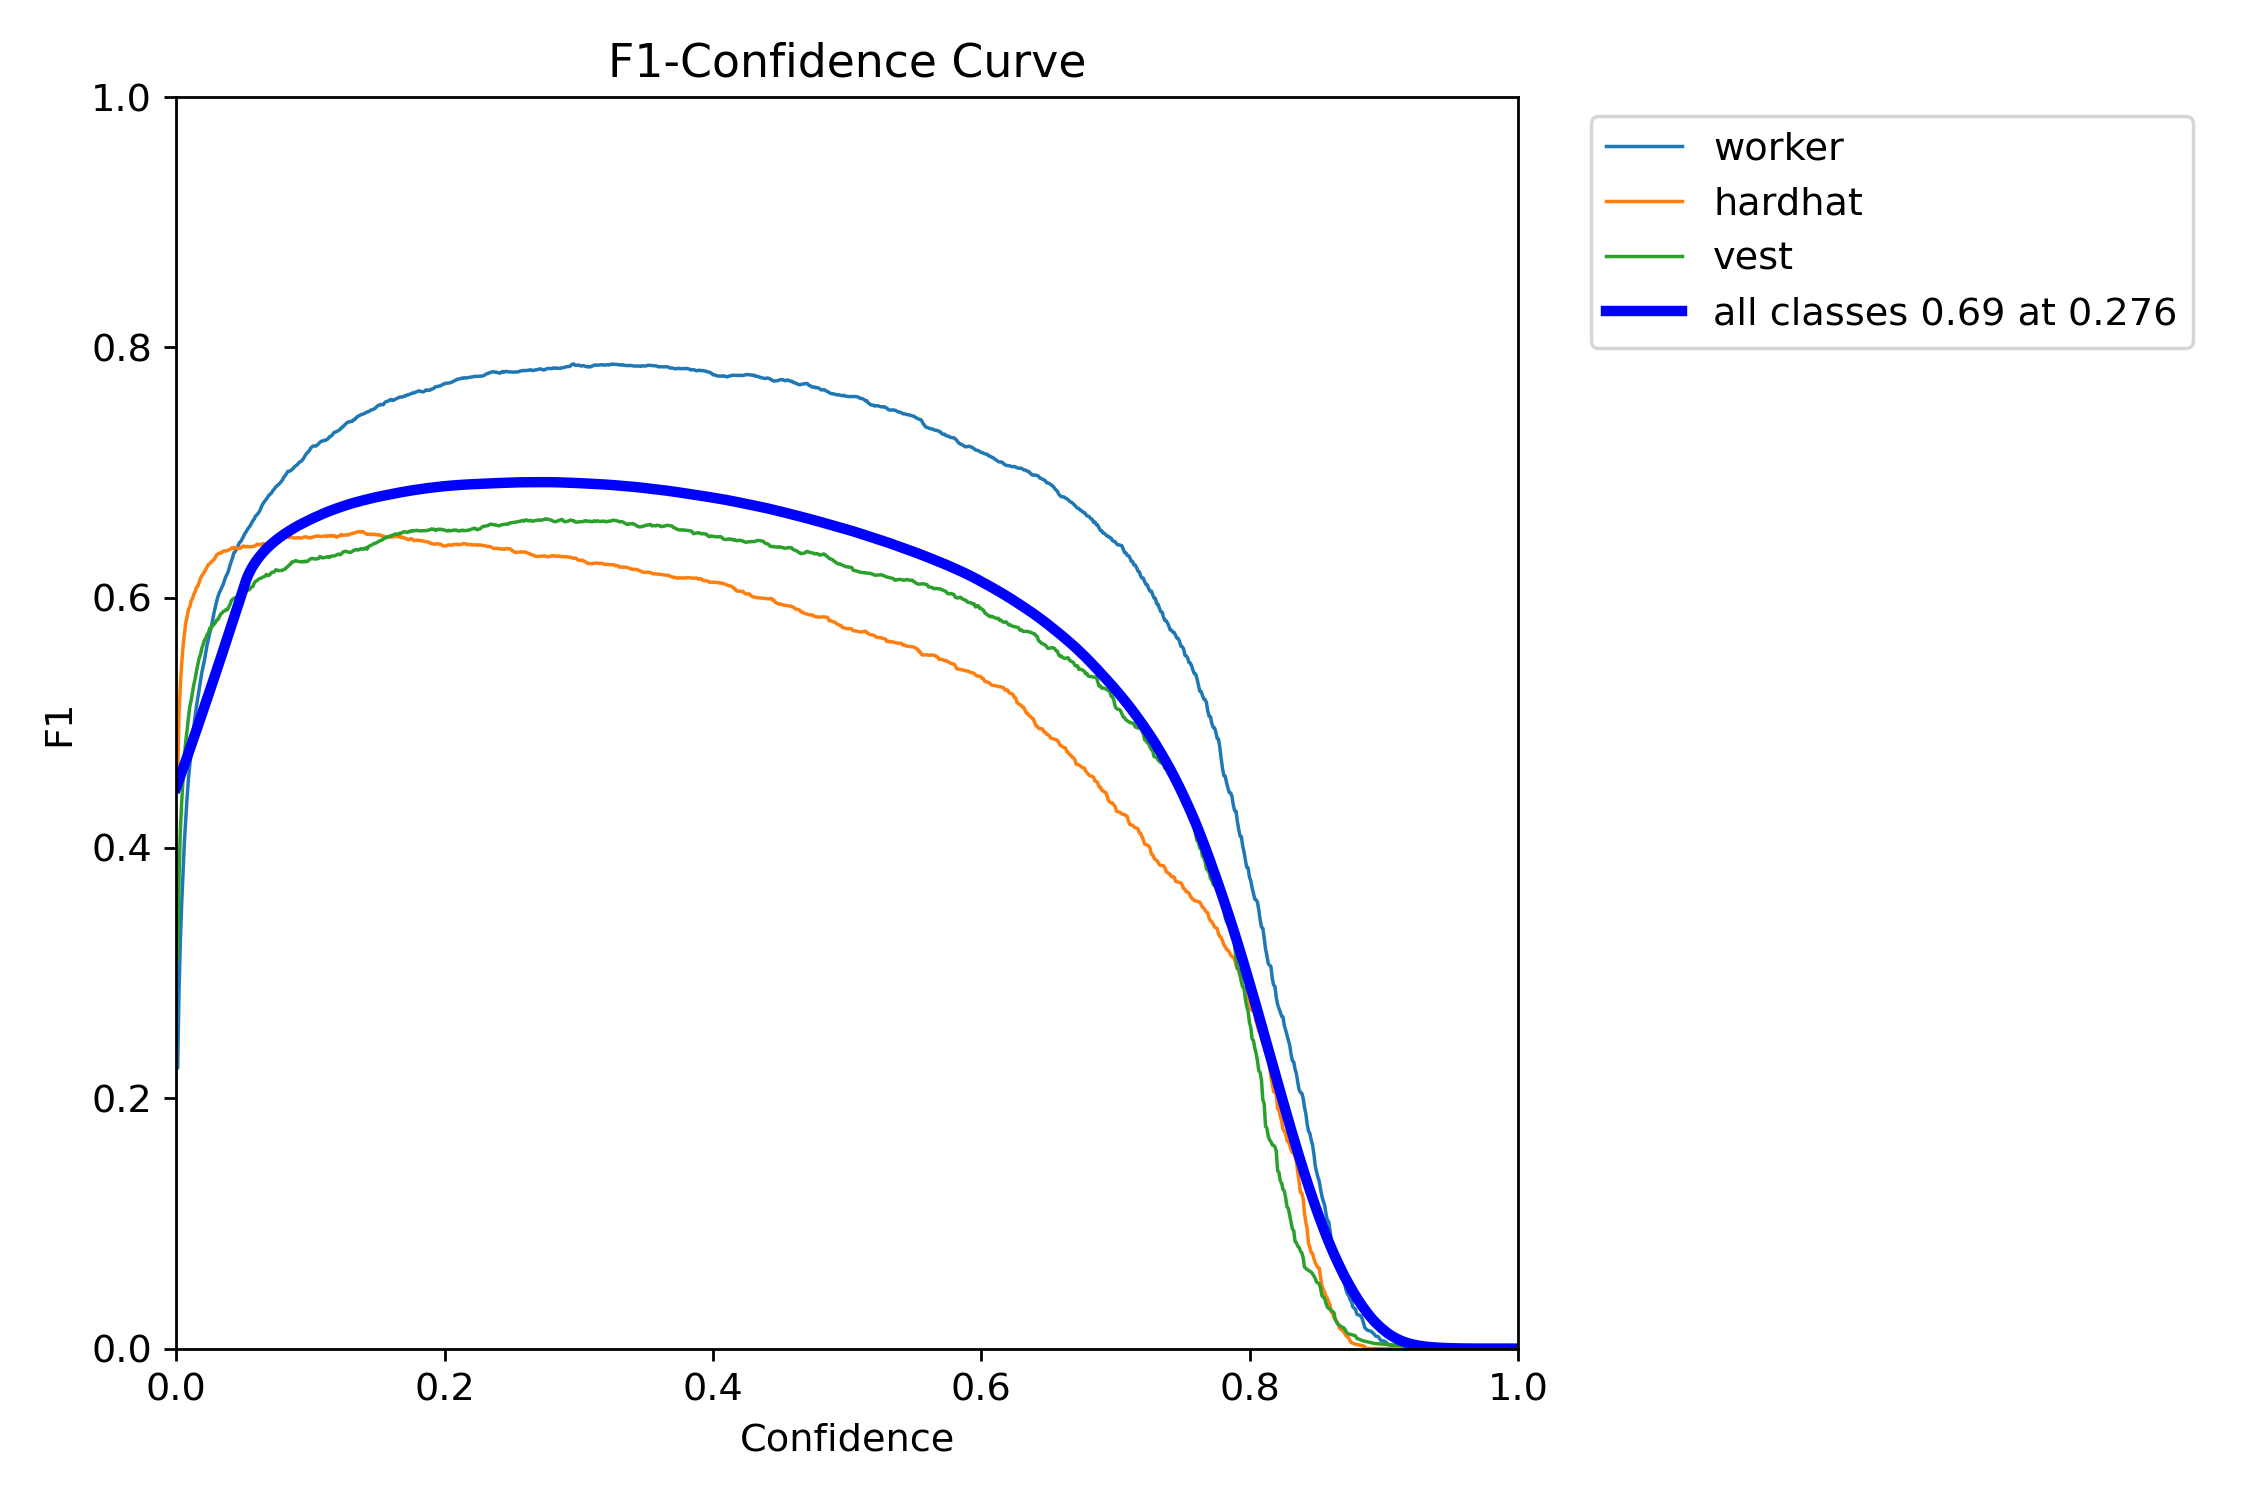 F1-Confidence Curve
1.0
0.8
0.6
0.4
0.2
0.0
F1
0.0 0.2 0.4 0.6 0.8 1.0
Confidence
worker
hardhat
vest
all classes 0.69 at 0.276